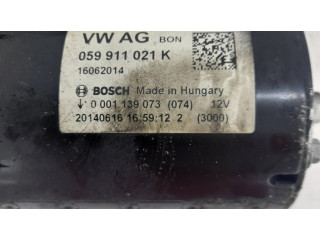 VW AG , BON
059 911 021 K
16062014
BOSCH Made in Hungary
↓· 0 001 139 073 (074) 12V
20140616 16:59:12 2 (3000)